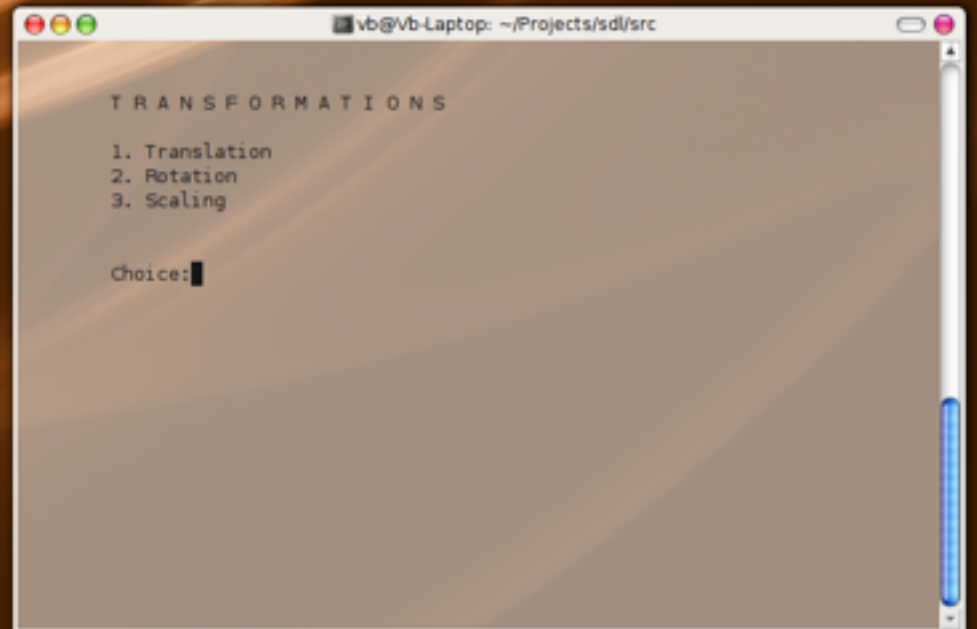 vb@Vb-Laptop: ~/Projects/sdl/src
T R A N S F O R M A T I O N S
1. Translation
2. Rotation
3. Scaling
Choice: